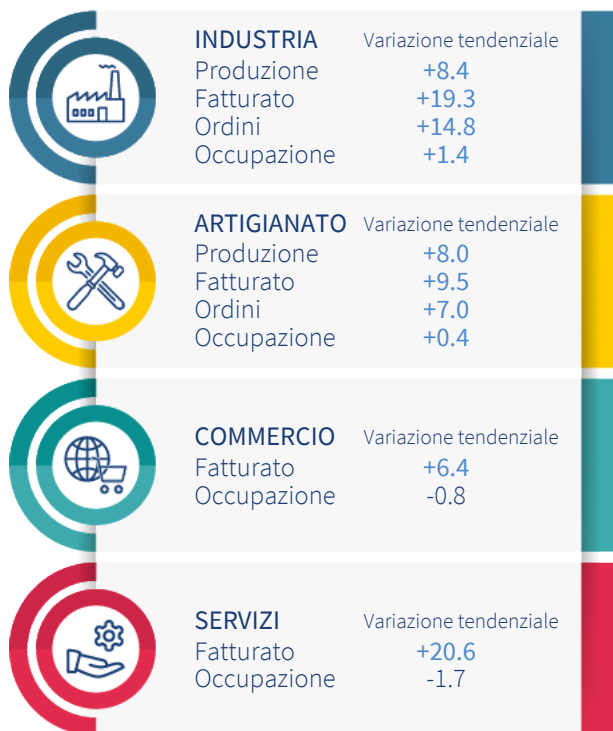 INDUSTRIA Variazione tendenziale
Produzione +8.4
Fatturato +19.3
Ordini +14.8
Occupazione +1.4
ARTIGIANATO Variazione tendenziale
Produzione +8.0
Fatturato +9.5
Ordini +7.0
Occupazione +0.4
COMMERCIO Variazione tendenziale
Fatturato +6.4
Occupazione -0.8
SERVIZI Variazione tendenziale
Fatturato +20.6
Occupazione -1.7